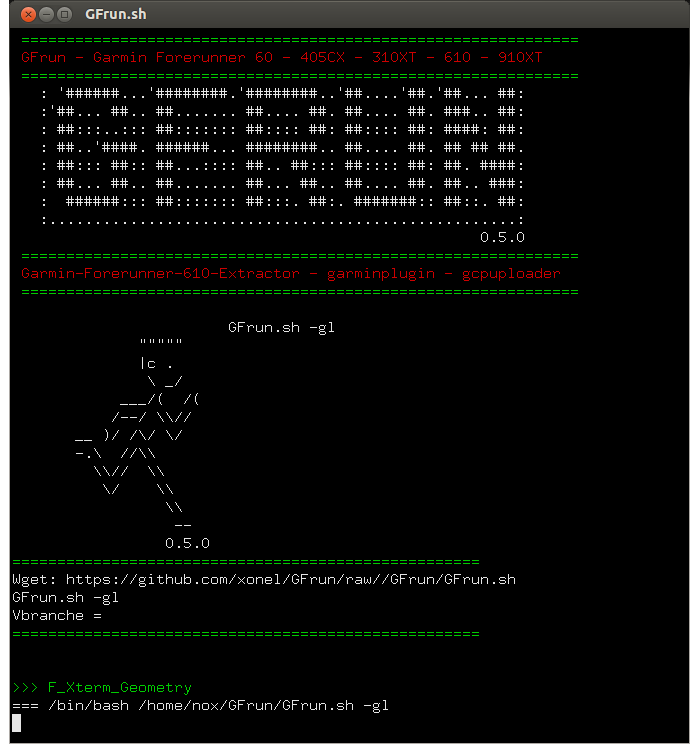 GFrun.sh
==============================================================
GFrun - Garmin Forerunner 60 - 405CX - 310XT - 610 - 910XT
==============================================================
: '######...'########.'########..'##....'##.'##... ##:
:'##... ##.. ##....... ##.... ##. ##.... ##. ###.. ##:
: ##:::..::: ##::::::: ##:::: ##: ##:::: ##: ####: ##:
: ##..'####. ######... ########.. ##.... ##. ## ## ##.
: ##::: ##:: ##...:::: ##.. ##::: ##:::: ##: ##. ####:
: ##... ##.. ##....... ##... ##.. ##.... ##. ##.. ###:
:  ######::: ##::::::: ##:::. ##:. #######:: ##::. ##:
:....................................................:
0.5.0
==============================================================
Garmin-Forerunner-610-Extractor - garminplugin - gcpuploader
==============================================================
GFrun.sh -gl
"""""
|c .
\ _/
___/(  /(
/--/ \\//
__ )/ /\/ \/
-.\  //\\
\\//  \\
\/    \\
\\
--
0.5.0
====================================================
Wget: https://github.com/xonel/GFrun/raw//GFrun/GFrun.sh
GFrun.sh -gl
Vbranche =
====================================================
>>> F_Xterm_Geometry
=== /bin/bash /home/nox/GFrun/GFrun.sh -gl